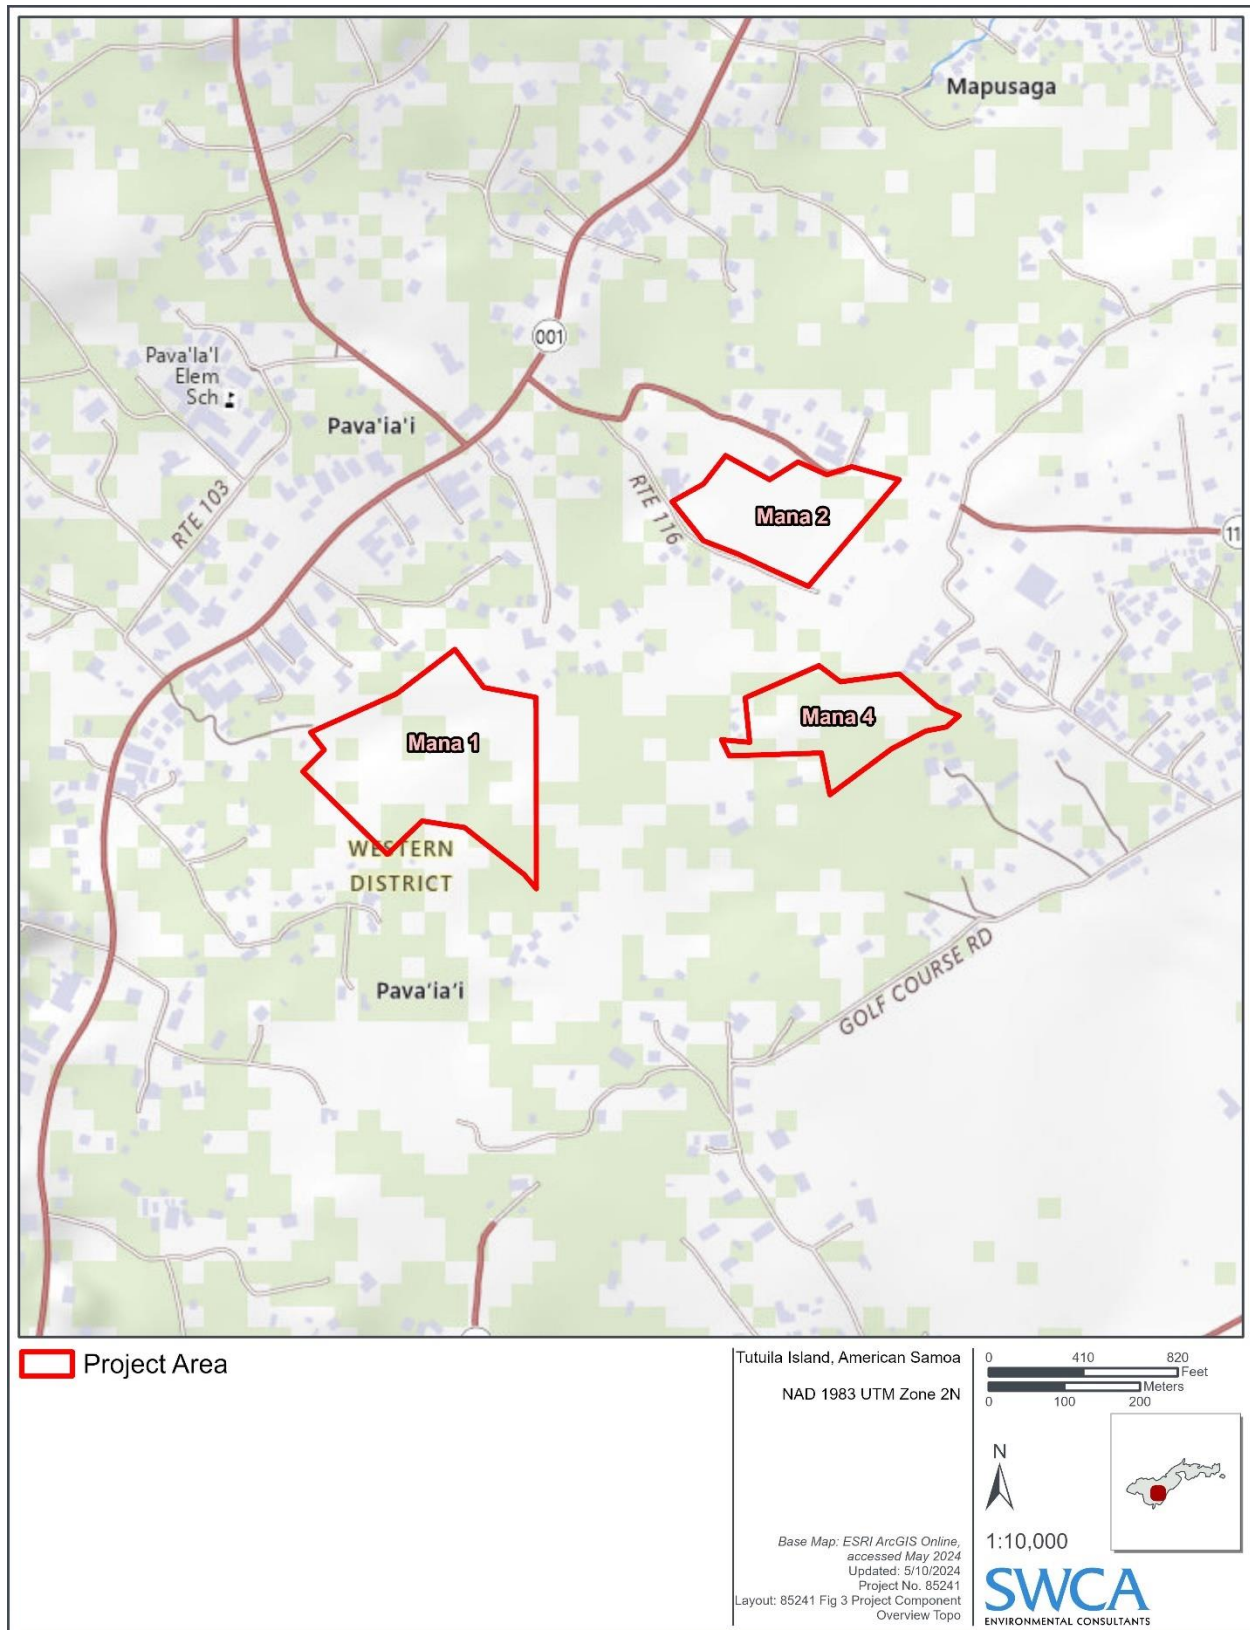 Mapusaga
001
Pava'la'l
Elem
Sch
Pava'ia'i
RTE 103
RTE 116
Mana 2
11
Mana 4
Mana 1
WESTERN
DISTRICT
Pava'ia'i
GOLF COURSE RD
Project Area
Tutuila Island, American Samoa
NAD 1983 UTM Zone 2N
Base Map: ESRI ArcGIS Online,
accessed May 2024
Updated: 5/10/2024
Project No. 85241
Layout: 85241 Fig 3 Project Component
Overview Topo
0 410 820
Feet
Meters
0 100 200
N
1:10,000
SWCA
ENVIRONMENTAL CONSULTANTS